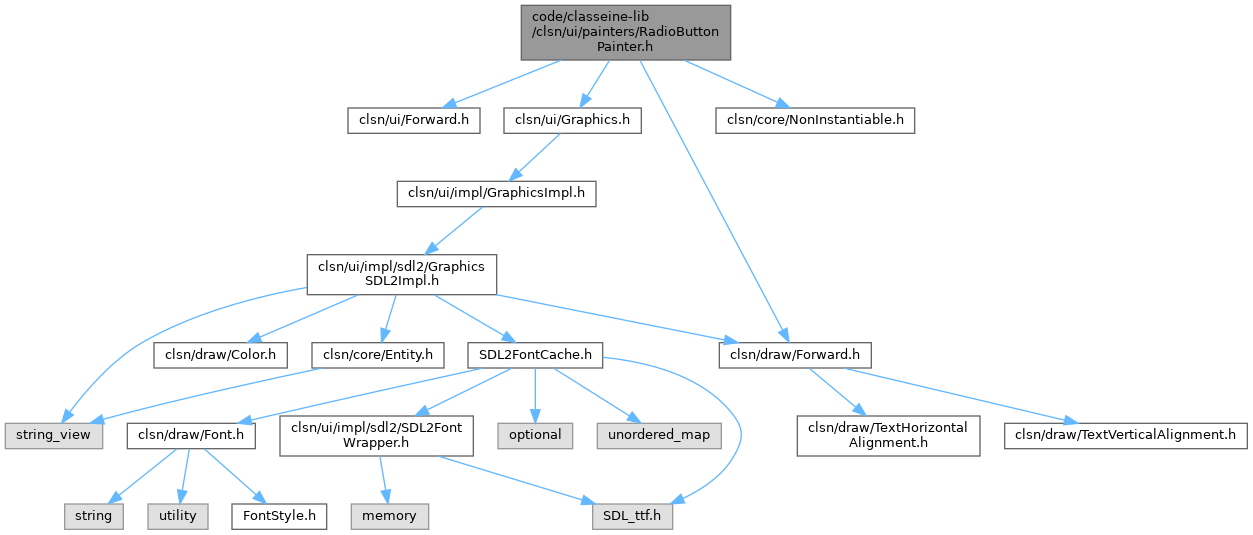 code/classeine-lib
/clsn/ui/painters/RadioButton
Painter.h
clsn/ui/Forward.h
clsn/ui/Graphics.h
clsn/core/NonInstantiable.h
clsn/ui/impl/GraphicsImpl.h
clsn/ui/impl/sdl2/Graphics
SDL2Impl.h
clsn/draw/Color.h
clsn/core/Entity.h
SDL2FontCache.h
clsn/draw/Forward.h
string_view
clsn/draw/Font.h
clsn/ui/impl/sdl2/SDL2Font
Wrapper.h
optional
unordered_map
clsn/draw/TextHorizontal
Alignment.h
clsn/draw/TextVerticalAlignment.h
string
utility
FontStyle.h
memory
SDL_ttf.h